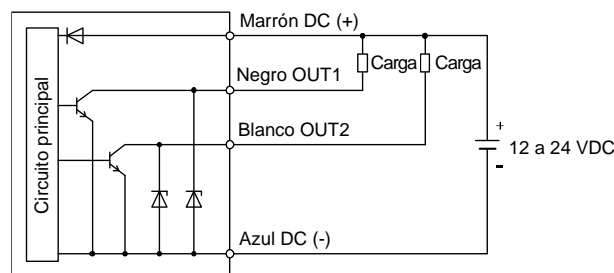 Marrón DC (+)
Carga
Carga
Negro OUT1
Circuito principal
Blanco OUT2
+
12 a 24 VDC
-
Azul DC (-)